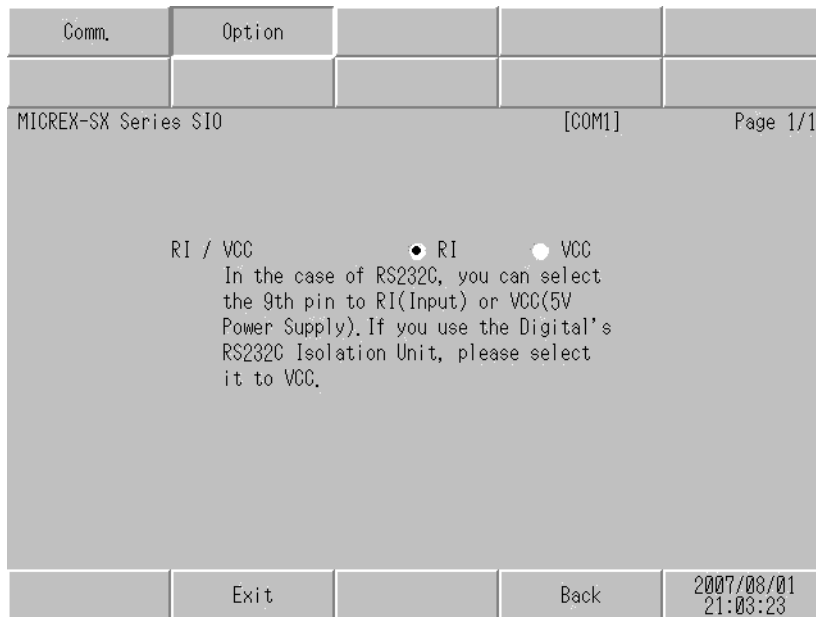 Comm. Option
MICREX-SX Series SIO [COM1] Page 1/1
RI / VCC RI VCC
In the case of RS232C, you can select
the 9th pin to RI(Input) or VCC(5V
Power Supply).If you use the Digital's
RS232C Isolation Unit, please select
it to VCC.
Exit Back 2007/08/01
21:03:23